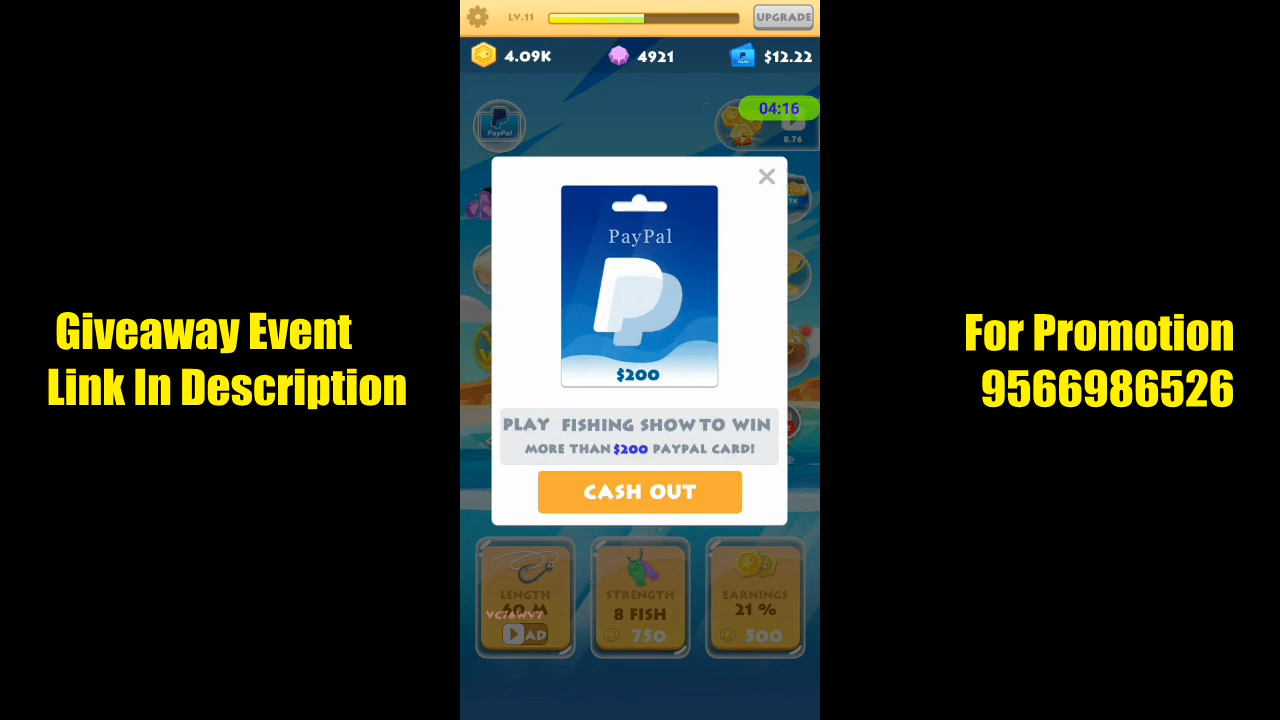 LV.11
UPGRADE
4.09K
4921
$12.22
04:16
PayPal
8.76
PayPal
$200
Giveaway Event
Link In Description
For Promotion
9566986526
PLAY FISHING SHOW TO WIN
MORE THAN $200 PAYPAL CARD!
CASH OUT
LENGTH
60 M
VC76WV7
AD
STRENGTH
8 FISH
750
EARNINGS
21 %
500